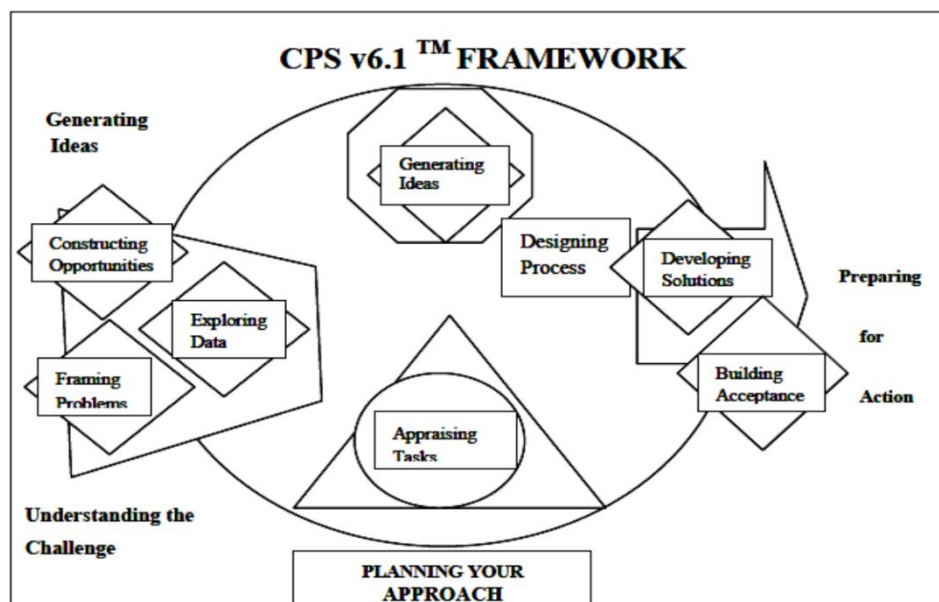 CPS v6.1 TM FRAMEWORK
Generating
Ideas
Generating
Ideas
Constructing
Opportunities
Designing
Process
Developing
Solutions
Preparing
for
Action
Exploring
Data
Framing
Problems
Building
Acceptance
Appraising
Tasks
Understanding the
Challenge
PLANNING YOUR
APPROACH